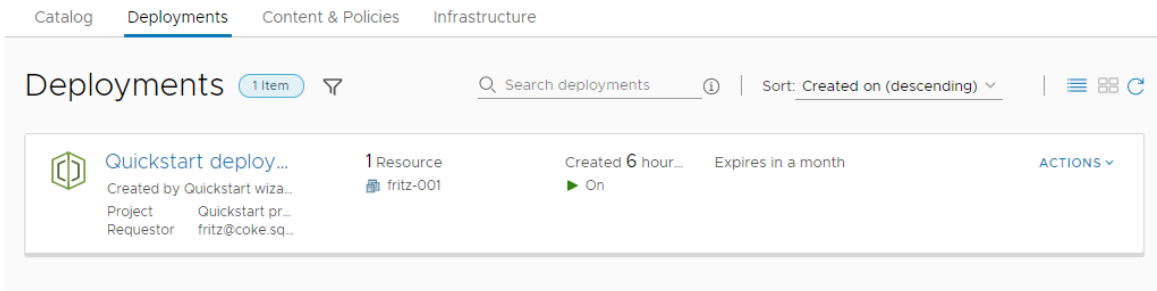 Catalog Deployments Content & Policies Infrastructure
Deployments 1 Item Search deployments Sort: Created on (descending)
Quickstart deploy... 1 Resource Created 6 hour... Expires in a month ACTIONS
Created by Quickstart wiza... fritz-001 On
Project Quickstart pr...
Requestor fritz@coke.sq...